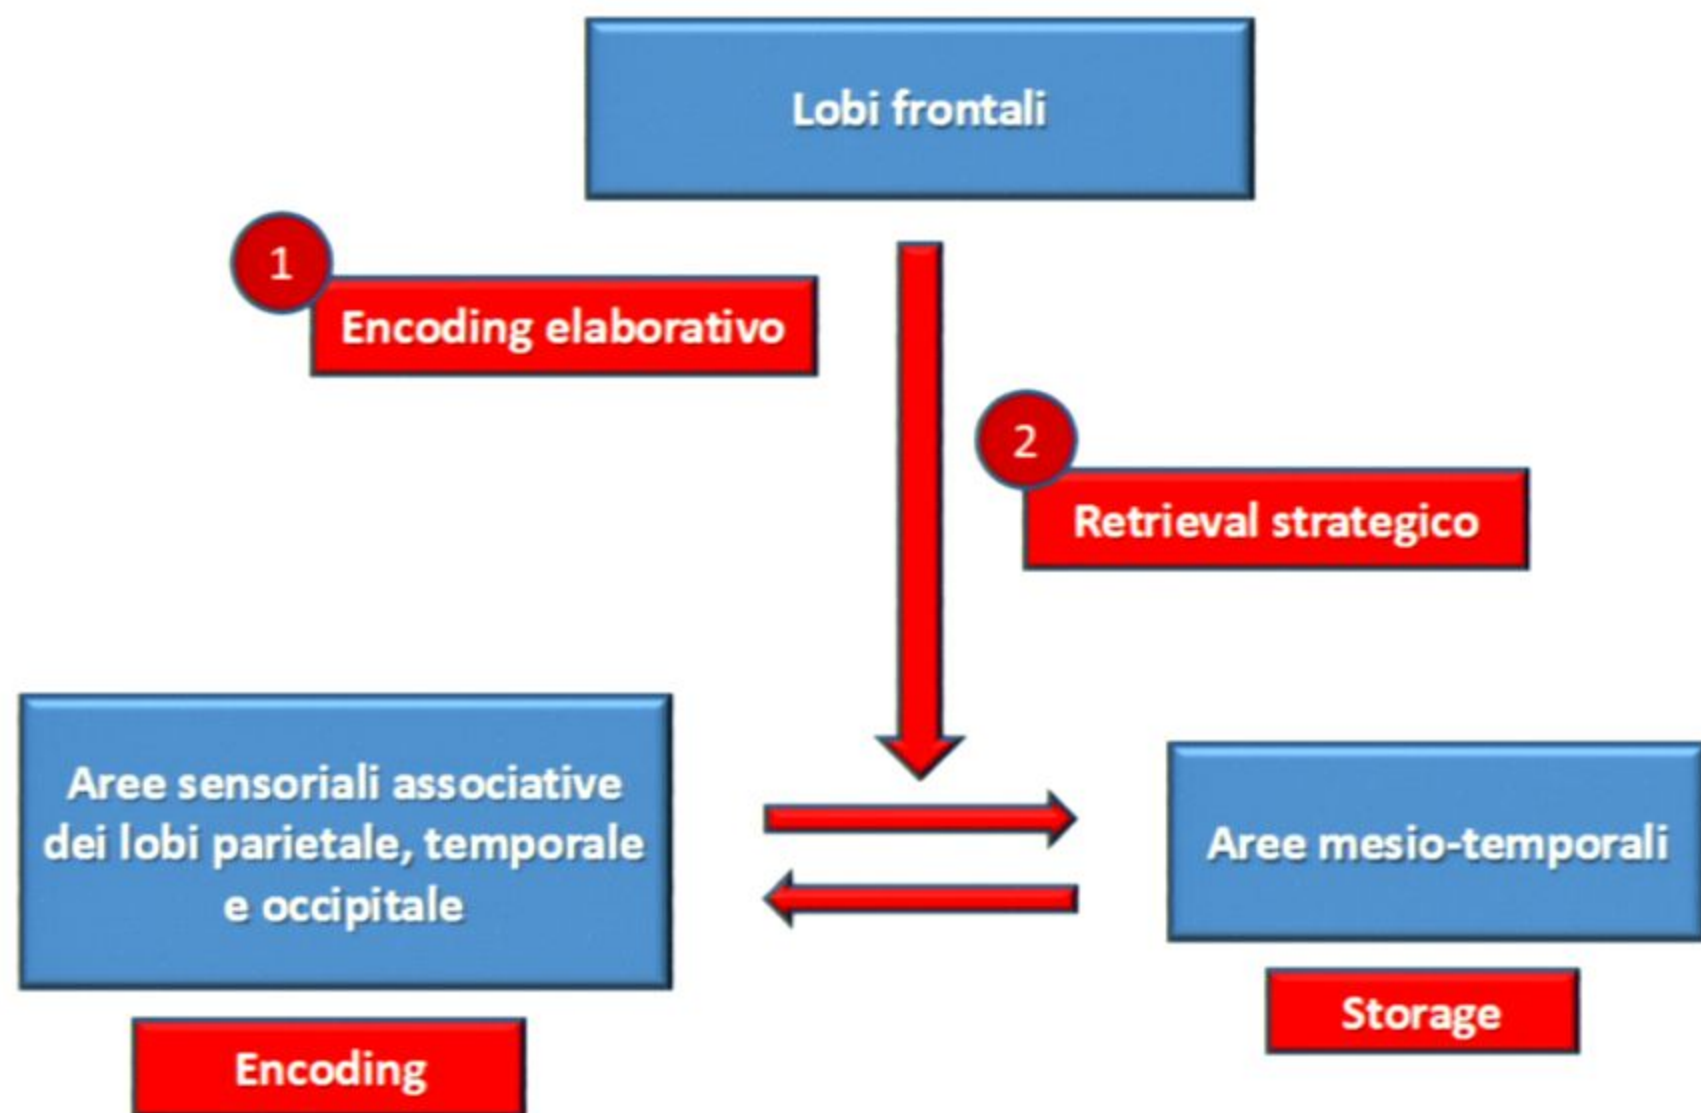 Lobi frontali
1
Encoding elaborativo
2
Retrieval strategico
Aree sensoriali associative
dei lobi parietale, temporale
e occipitale
Aree mesio-temporali
Storage
Encoding